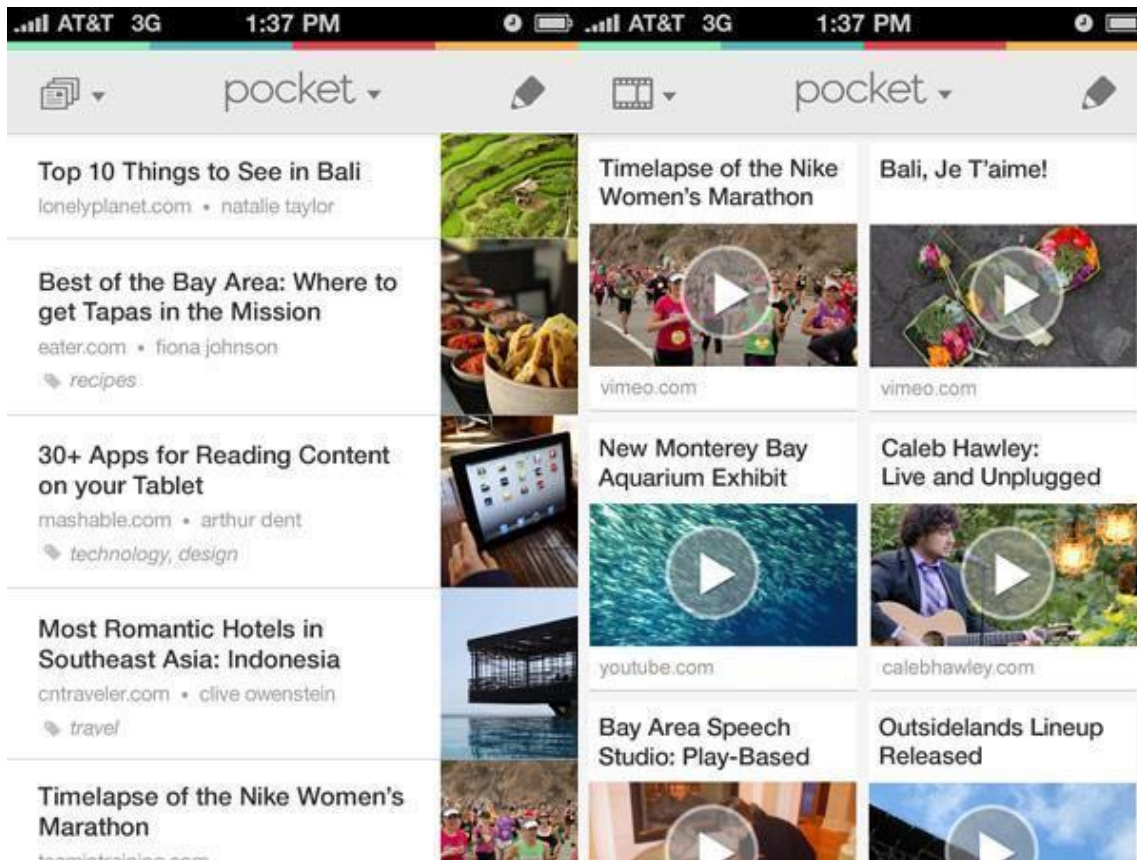 AT&T 3G 1:37 PM
pocket
Top 10 Things to See in Bali
lonelyplanet.com • natalie taylor
Best of the Bay Area: Where to
get Tapas in the Mission
eater.com • fiona johnson
recipes
30+ Apps for Reading Content
on your Tablet
mashable.com • arthur dent
technology, design
Most Romantic Hotels in
Southeast Asia: Indonesia
cntraveler.com • clive owenstein
travel
Timelapse of the Nike Women's
Marathon
AT&T 3G 1:37 PM
pocket
Timelapse of the Nike
Women's Marathon
vimeo.com
Bali, Je T'aime!
vimeo.com
New Monterey Bay
Aquarium Exhibit
youtube.com
Caleb Hawley:
Live and Unplugged
calebhawley.com
Bay Area Speech
Studio: Play-Based
Outsidelands Lineup
Released